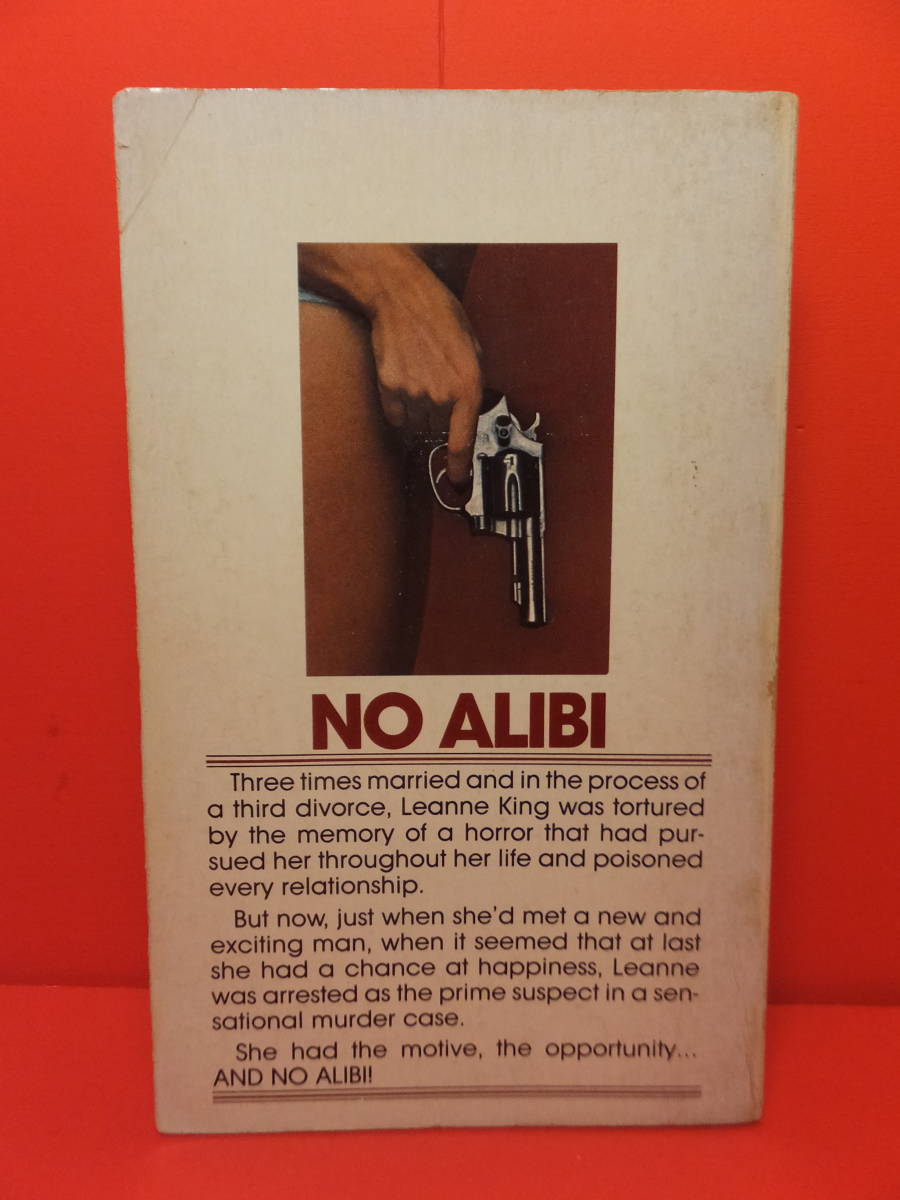 NO ALIBI
Three times married and in the process of
a third divorce, Leanne King was tortured
by the memory of a horror that had pur-
sued her throughout her life and poisoned
every relationship.
But now, just when she'd met a new and
exciting man, when it seemed that at last
she had a chance at happiness, Leanne
was arrested as the prime suspect in a sen-
sational murder case.
She had the motive, the opportunity...
AND NO ALIBI!